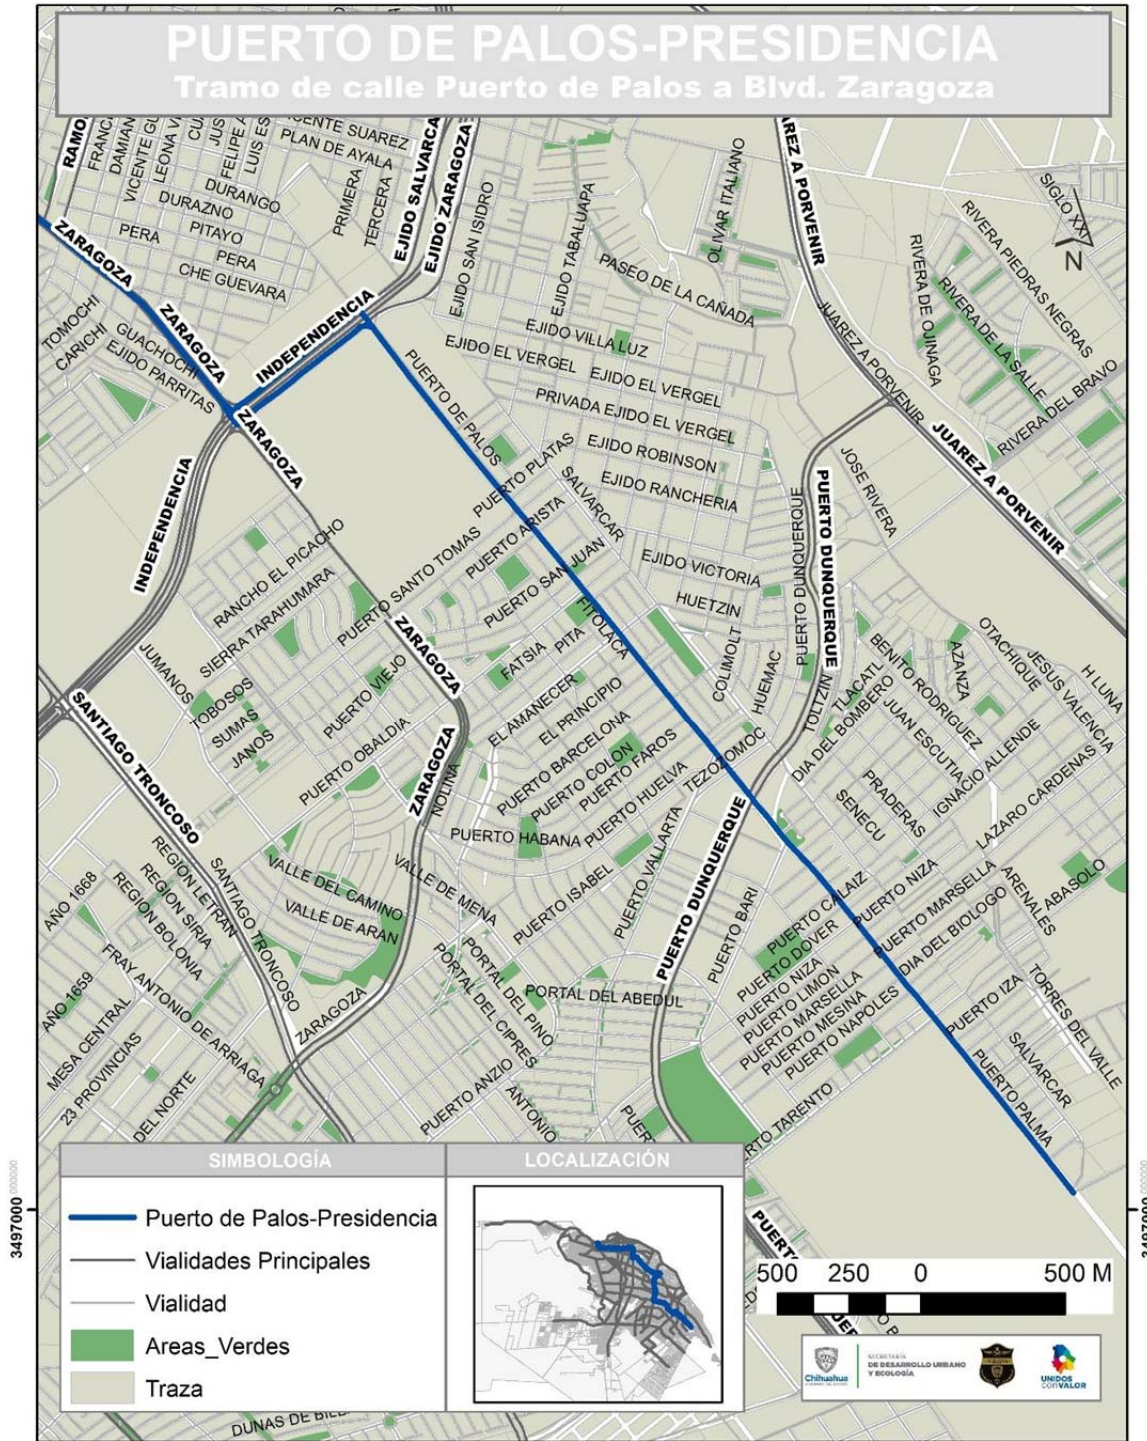 PUERTO DE PALOS-PRESIDENCIA
Tramo de calle Puerto de Palos a Blvd. Zaragoza
PLAN DE AYALA
DURANGO
DURAZNO
PITAYO
PERA
PERA
CHE GUEVARA
PRIMERA
TERCERA
EJIDO SALVARCA
EJIDO ZARAGOZA
EJIDO SAN ISIDRO
EJIDO TABALUAPA
OLIVAR ITALIANO
SIGLO XXI
N
RIVERA PIEDRAS NEGRAS
RIVERA DE OJINAGA
RIVERA DE LA SALLE
RIVERA DEL BRAVO
PASEO DE LA CAÑADA
REZ A PORVENIR
JUAREZ A PORVENIR
JUAREZ A PORVENIR
ZARAGOZA
ZARAGOZA
TOMOCHI
CARICHI
GUACHOCHI
EJIDO PARRITAS
INDEPENDENCIA
ZARAGOZA
INDEPENDENCIA
EJIDO VILLA LUZ
EJIDO EL VERGEL
EJIDO EL VERGEL
PRIVADA EJIDO EL VERGEL
EJIDO ROBINSON
EJIDO RANCHERIA
PUERTO DE PALOS
PUERTO PLATAS
SALVARCAR
PUERTO ARISTA
PUERTO SAN JUAN
PUERTO SANTO TOMAS
JOSE RIVERA
PUERTO DUNQUERQUE
PUERTO DUNQUERQUE
EJIDO VICTORIA
HUETZIN
COLIMOLT
HUEMAC
TOLTZIN
TLACATL
DIA DEL BOMBERO
BENITO RODRIGUEZ
JUAN ESCUTIA
AZANZA
OTACHIQUE
JESUS VALENCIA
H LUNA
IGNACIO ALLENDE
LAZARO CARDENAS
PRADERAS
SENECU
RANCHO EL PICACHO
SIERRA TARAHUMARA
JUMANOS
TOBOSOS
SUMAS
JANOS
ZARAGOZA
PUERTO VIEJO
PUERTO OBALDIA
FITOLACA
FATSIA
PITA
EL AMANECER
EL PRINCIPIO
PUERTO BARCELONA
PUERTO COLON
PUERTO FAROS
PUERTO HUELVA
TEZOZOMOC
ZARAGOZA
NOLINA
PUERTO HABANA
PUERTO VALLARTA
PUERTO ISABEL
PUERTO DUNQUERQUE
PUERTO BARI
SANTIAGO TRONCOSO
SANTIAGO TRONCOSO
VALLE DEL CAMINO
VALLE DE ARAN
VALLE DE MENA
REGION LETRAN
REGION SIRIA
REGION BOLONIA
AÑO 1668
AÑO 1659
FRAY ANTONIO DE ARRIAGA
MESA CENTRAL
23 PROVINCIAS
DEL NORTE
ZARAGOZA
PORTAL DEL PINO
PORTAL DEL CIPRES
PORTAL DEL ABEDUL
PUERTO ANZIO
ANTONIO
PUERTO CALAIZ
PUERTO DOVER
PUERTO NIZA
PUERTO NIZA
PUERTO LIMON
PUERTO MARSELLA
PUERTO MARSELLA
PUERTO MESINA
PUERTO NAPOLES
DIA DEL BIOLOGO
ARENALES
ABASOLO
PUERTO IZA
TORRES DEL VALLE
SALVARCAR
PUERTO PALMA
ERTO TARENTO
SIMBOLOGÍA
Puerto de Palos-Presidencia
Vialidades Principales
Vialidad
Areas_Verdes
Traza
LOCALIZACIÓN
500 250 0 500 M
3497000.000000
Chihuahua
SECRETARÍA
DE DESARROLLO URBANO
Y ECOLOGÍA
UNIDOS
CON VALOR